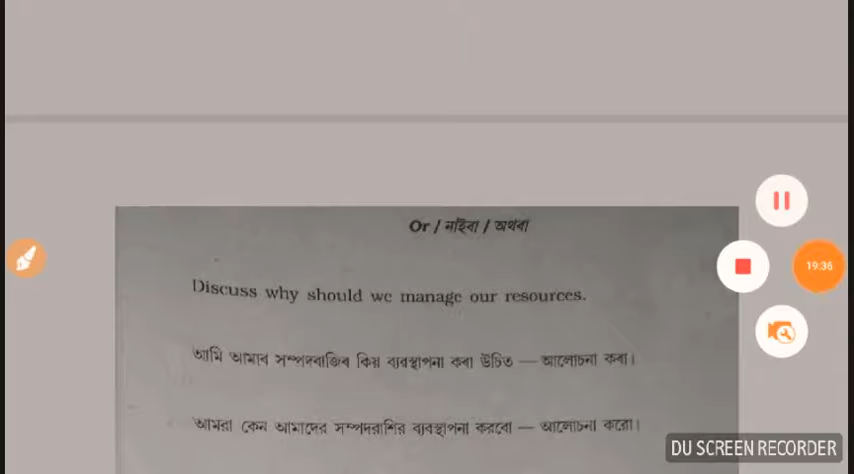 Or / নাইবা / অথবা
Discuss why should we manage our resources.
19:36
আমি আমাৰ সম্পদৰাজিৰ কিয় ব্যৱস্থাপনা কৰা উচিত — আলোচনা কৰা।
আমরা কেন আমাদের সম্পদরাশির ব্যবস্থাপনা করবো — আলোচনা করো।
DU SCREEN RECORDER